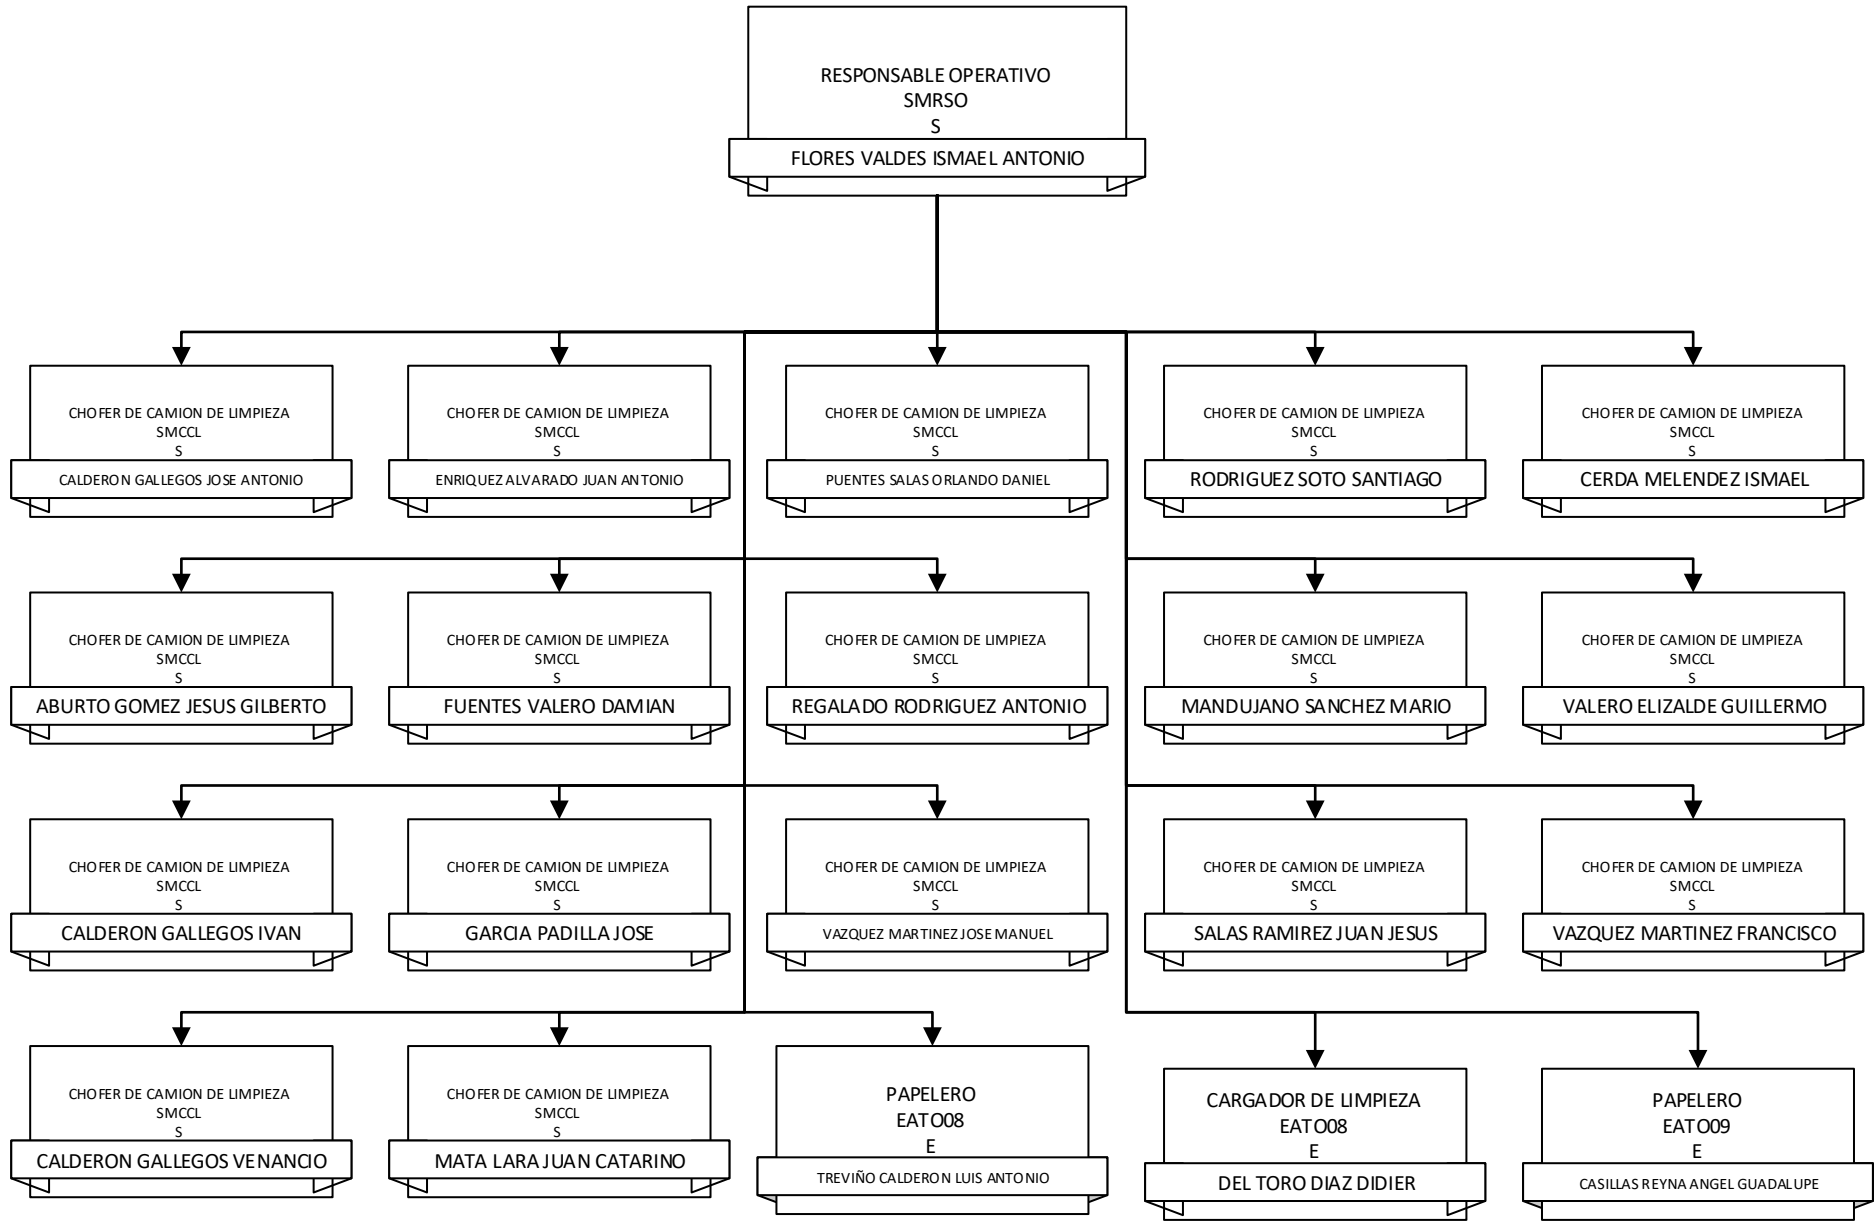 RESPONSABLE OPERATIVO
SMRSO
S
FLORES VALDES ISMAEL ANTONIO
CHOFER DE CAMION DE LIMPIEZA
SMCCL
S
CALDERON GALLEGOS JOSE ANTONIO
CHOFER DE CAMION DE LIMPIEZA
SMCCL
S
ENRIQUEZ ALVARADO JUAN ANTONIO
CHOFER DE CAMION DE LIMPIEZA
SMCCL
S
PUENTES SALAS ORLANDO DANIEL
CHOFER DE CAMION DE LIMPIEZA
SMCCL
S
RODRIGUEZ SOTO SANTIAGO
CHOFER DE CAMION DE LIMPIEZA
SMCCL
S
CERDA MELENDEZ ISMAEL
CHOFER DE CAMION DE LIMPIEZA
SMCCL
S
ABURTO GOMEZ JESUS GILBERTO
CHOFER DE CAMION DE LIMPIEZA
SMCCL
S
FUENTES VALERO DAMIAN
CHOFER DE CAMION DE LIMPIEZA
SMCCL
S
REGALADO RODRIGUEZ ANTONIO
CHOFER DE CAMION DE LIMPIEZA
SMCCL
S
MANDUJANO SANCHEZ MARIO
CHOFER DE CAMION DE LIMPIEZA
SMCCL
S
VALERO ELIZALDE GUILLERMO
CHOFER DE CAMION DE LIMPIEZA
SMCCL
S
CALDERON GALLEGOS IVAN
CHOFER DE CAMION DE LIMPIEZA
SMCCL
S
GARCIA PADILLA JOSE
CHOFER DE CAMION DE LIMPIEZA
SMCCL
S
VAZQUEZ MARTINEZ JOSE MANUEL
CHOFER DE CAMION DE LIMPIEZA
SMCCL
S
SALAS RAMIREZ JUAN JESUS
CHOFER DE CAMION DE LIMPIEZA
SMCCL
S
VAZQUEZ MARTINEZ FRANCISCO
CHOFER DE CAMION DE LIMPIEZA
SMCCL
S
CALDERON GALLEGOS VENANCIO
CHOFER DE CAMION DE LIMPIEZA
SMCCL
S
MATA LARA JUAN CATARINO
PAPELERO
EATO08
E
TREVIÑO CALDERON LUIS ANTONIO
CARGADOR DE LIMPIEZA
EATO08
E
DEL TORO DIAZ DIDIER
PAPELERO
EATO09
E
CASILLAS REYNA ANGEL GUADALUPE